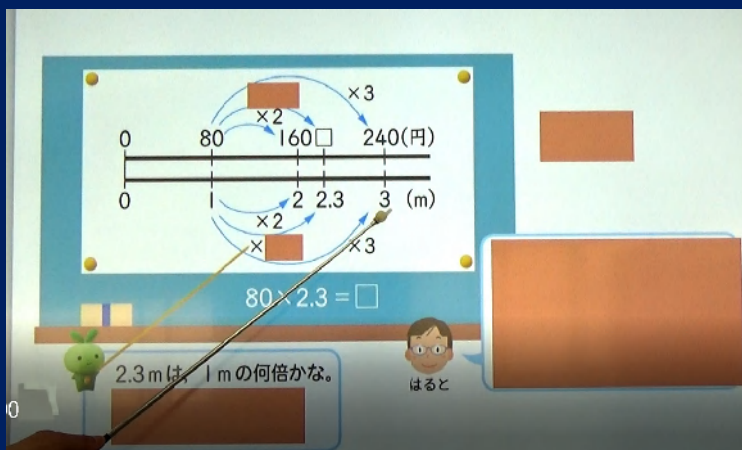 ×3
×2
0 80 160□ 240(円)
0 1 2 2.3 3 (m)
×2
× ×3
80×2.3=□
2.3mは, 1mの何倍かな。
はると